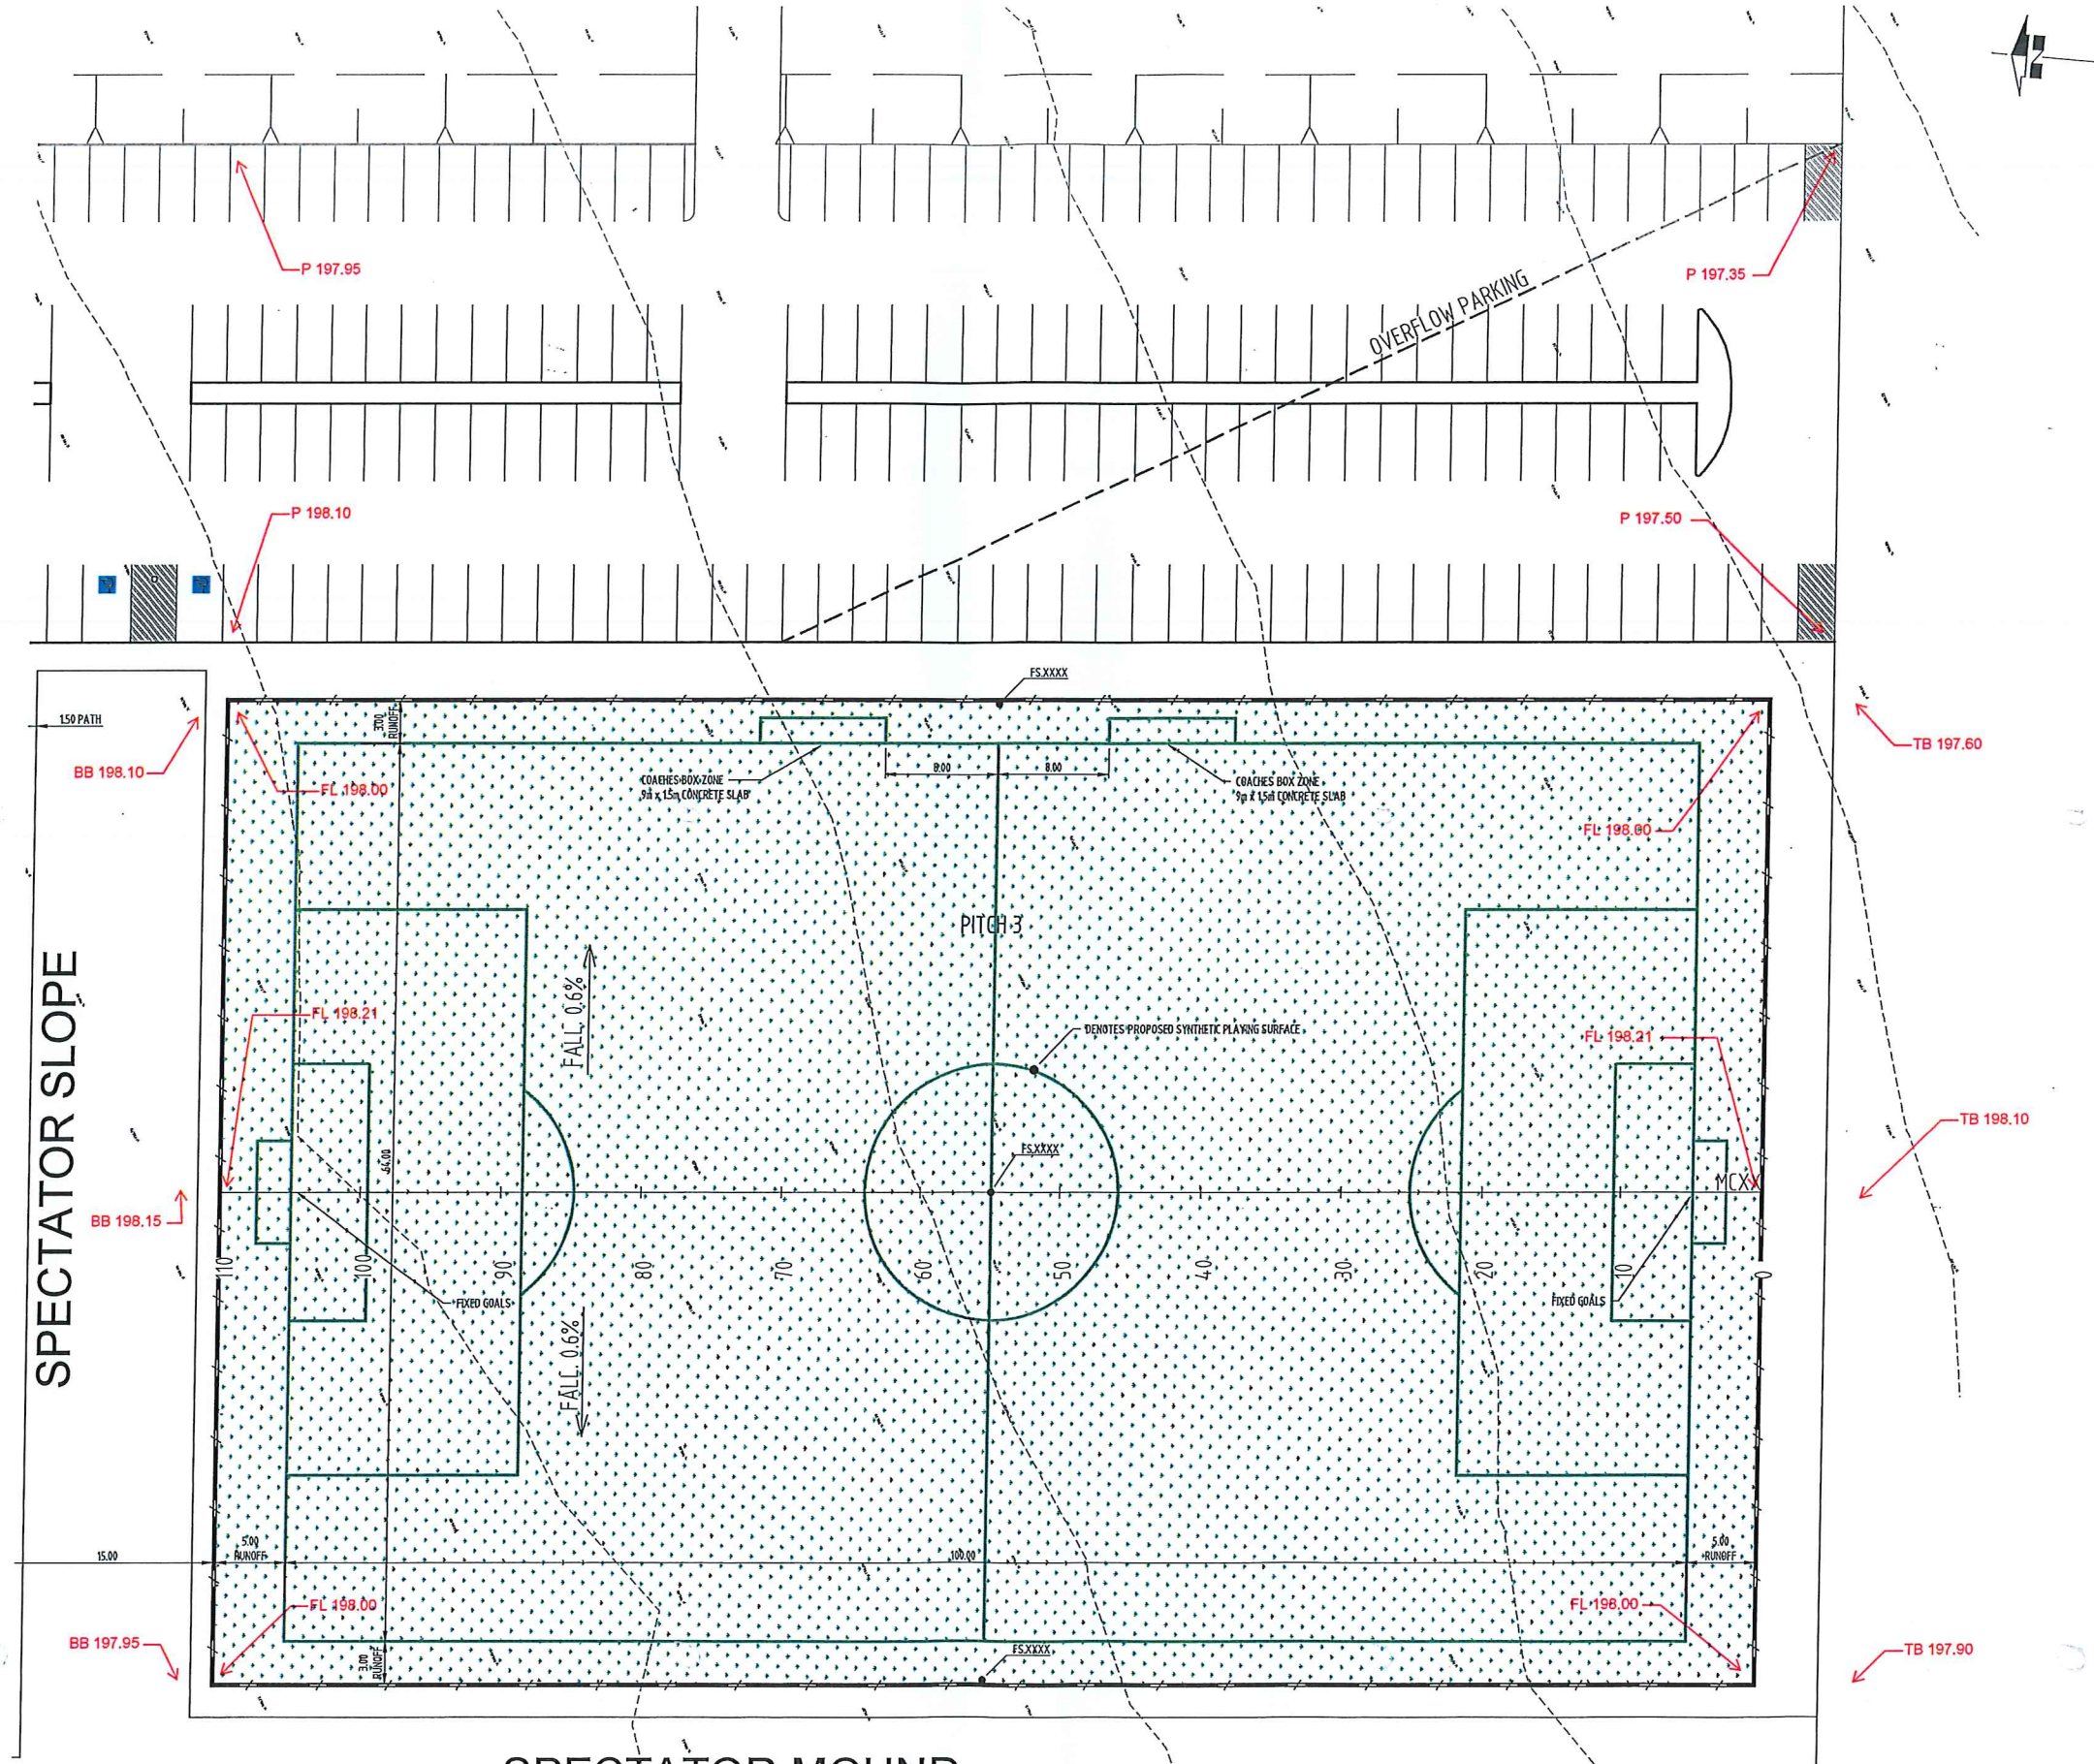 N
P 197.95
P 197.35
OVERFLOW PARKING
P 198.10
P 197.50
1.50 PATH
FS.XXXX
3.00
RUNOFF
TB 197.60
BB 198.10
FL 198.00
8.00
8.00
COACHES BOX ZONE
9m x 1.5m CONCRETE SLAB
COACHES BOX ZONE
9m x 1.5m CONCRETE SLAB
FL 198.00
PITCH 3
SPECTATOR SLOPE
FALL 0.6%
FL 198.21
DENOTES PROPOSED SYNTHETIC PLAYING SURFACE
FL 198.21
TB 198.10
64.00
FS.XXXX
MCXX
BB 198.15
110
100
90
80
70
60
50
40
30
20
10
0
FIXED GOALS
FIXED GOALS
FALL 0.6%
15.00
5.00
RUNOFF
100.00
5.00
RUNOFF
FL 198.00
FL 198.00
BB 197.95
3.00
RUNOFF
FS.XXXX
TB 197.90
SPECTATOR MOUND